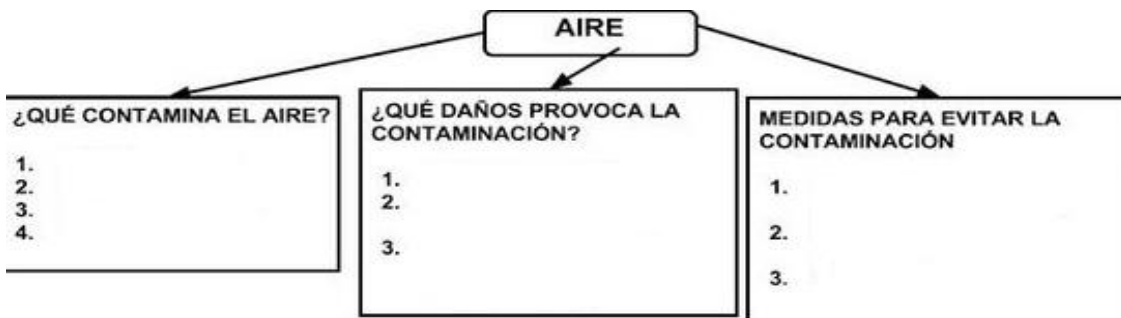 AIRE
¿QUÉ CONTAMINA EL AIRE?
1.
2.
3.
4.
¿QUÉ DAÑOS PROVOCA LA
CONTAMINACIÓN?
1.
2.
3.
MEDIDAS PARA EVITAR LA
CONTAMINACIÓN
1.
2.
3.